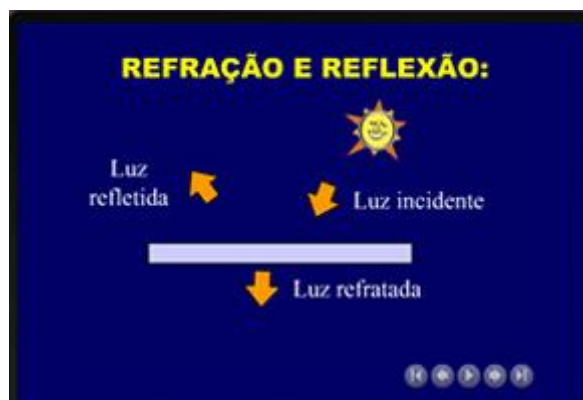 REFRAÇÃO E REFLEXÃO:
Luz
refletida
Luz incidente
Luz refratada